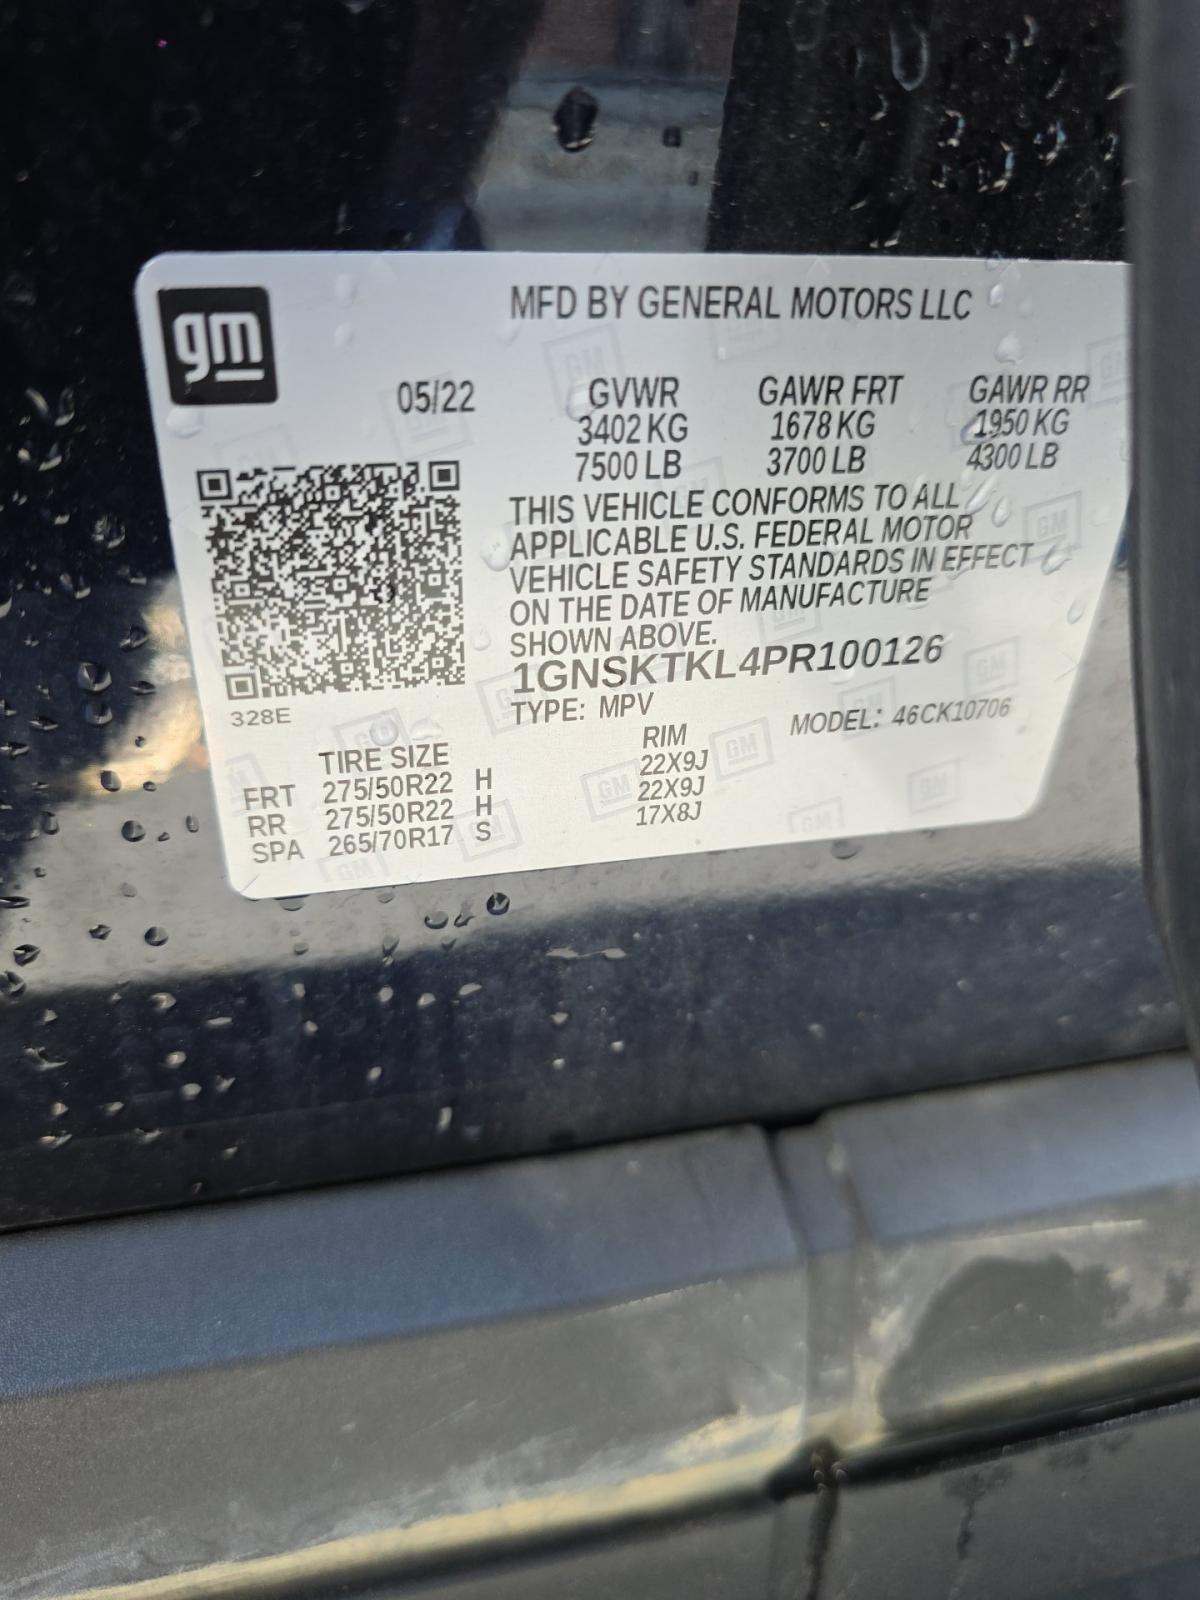 gm
MFD BY GENERAL MOTORS LLC
05/22 GVWR GAWR FRT GAWR RR
3402 KG 1678 KG 1950 KG
7500 LB 3700 LB 4300 LB
THIS VEHICLE CONFORMS TO ALL
APPLICABLE U.S. FEDERAL MOTOR
VEHICLE SAFETY STANDARDS IN EFFECT
ON THE DATE OF MANUFACTURE
SHOWN ABOVE.
1GNSKTKL4PR100126
328E
TYPE: MPV MODEL: 46CK10706
TIRE SIZE RIM
FRT 275/50R22 H 22X9J
RR 275/50R22 H 22X9J
SPA 265/70R17 S 17X8J